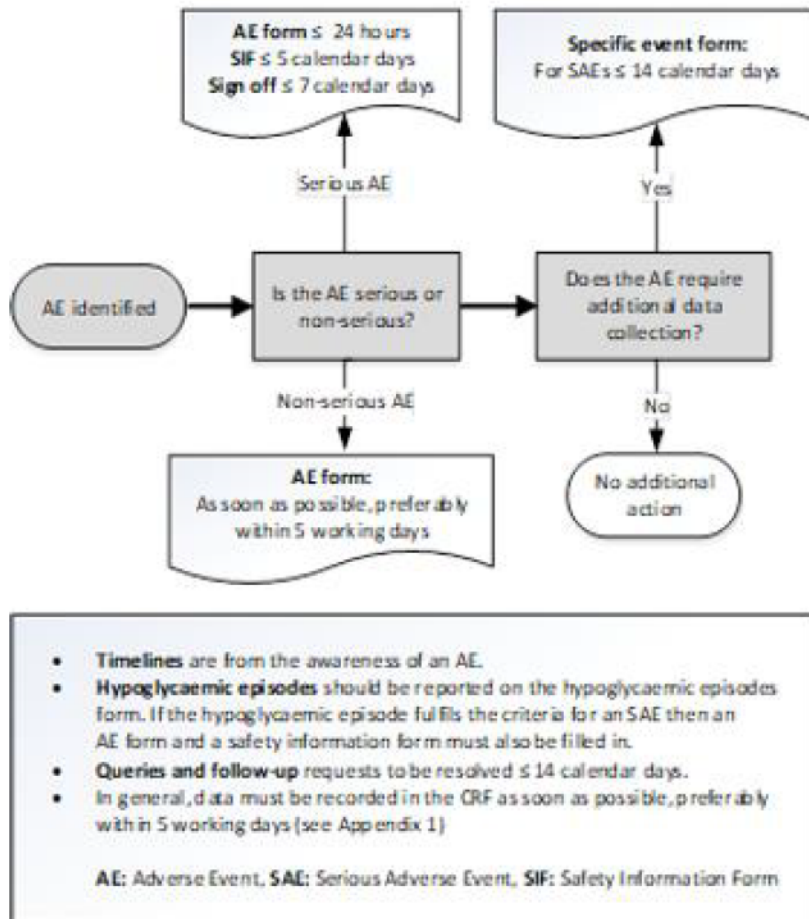 AE form ≤ 24 hours
SIF ≤ 5 calendar days
Sign off ≤ 7 calendar days
Specific event form:
For SAEs ≤ 14 calendar days
Serious AE
Yes
AE identified
Is the AE serious or
non-serious?
Does the AE require
additional data
collection?
Non-serious AE
No
AE form:
As soon as possible, preferably
within 5 working days
No additional
action
• Timelines are from the awareness of an AE.
• Hypoglycaemic episodes should be reported on the hypoglycaemic episodes
form. If the hypoglycaemic episode fulfils the criteria for an SAE then an
AE form and a safety information form must also be filled in.
• Queries and follow-up requests to be resolved ≤ 14 calendar days.
• In general, data must be recorded in the CRF as soon as possible, preferably
within 5 working days (see Appendix 1)
AE: Adverse Event, SAE: Serious Adverse Event, SIF: Safety Information Form